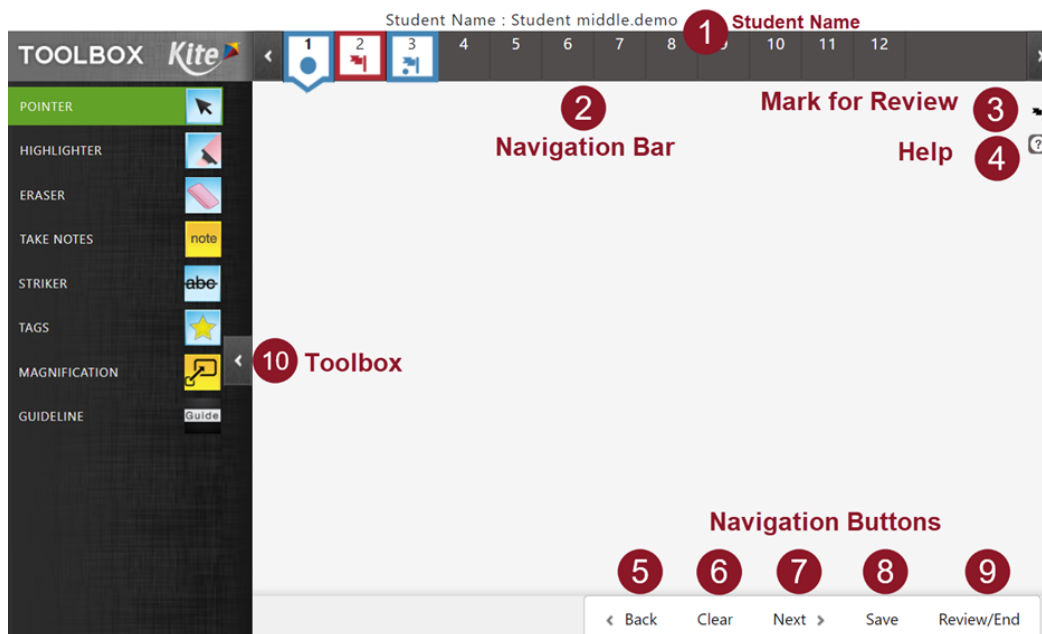 Student Name : Student middle.demo
1 Student Name
TOOLBOX Kite
1 2 3 4 5 6 7 8 10 11 12
POINTER
2
Mark for Review 3
Navigation Bar
HIGHLIGHTER
Help 4 ?
ERASER
TAKE NOTES note
STRIKER abc
TAGS
10 Toolbox
MAGNIFICATION
GUIDELINE Guide
Navigation Buttons
5 6 7 8 9
Back Clear Next Save Review/End